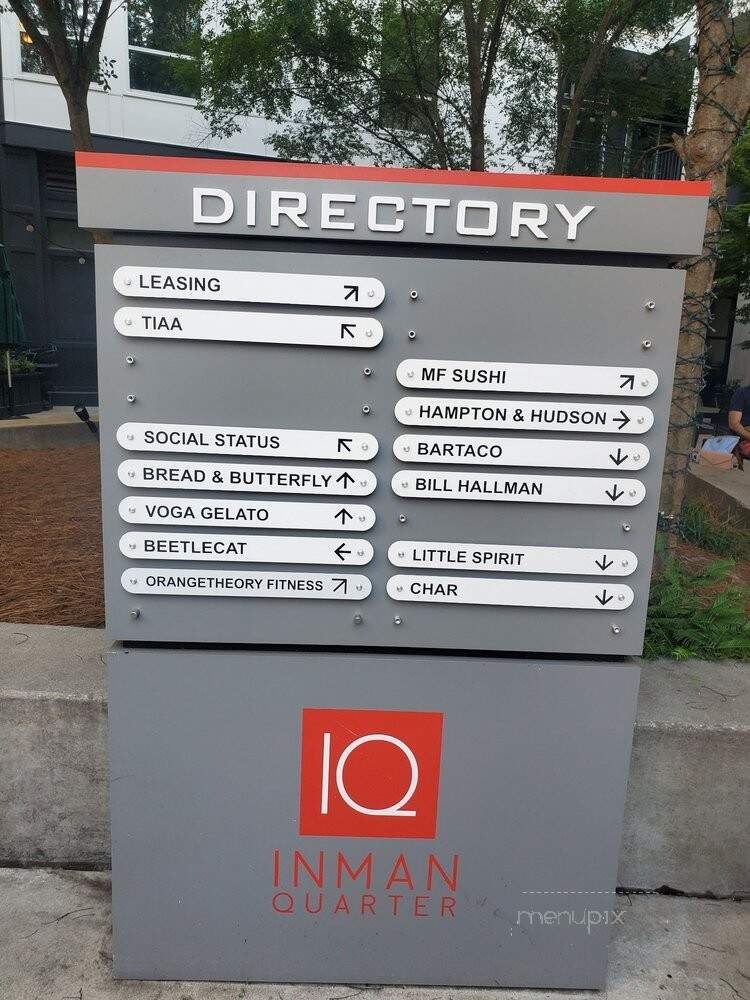 DIRECTORY
LEASING
TIAA
SOCIAL STATUS
BREAD & BUTTERFLY
VOGA GELATO
BEETLECAT
ORANGETHEORY FITNESS
MF SUSHI
HAMPTON & HUDSON
BARTACO
BILL HALLMAN
LITTLE SPIRIT
CHAR
IQ
INMAN
QUARTER
menupix